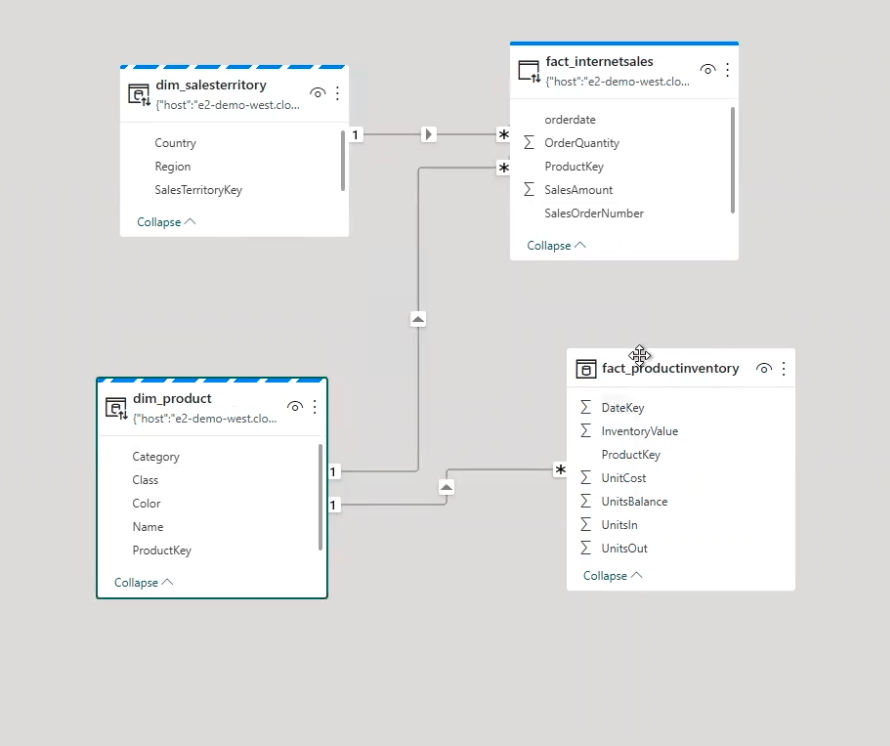 dim_salesterritory
{"host":"e2-demo-west.clo...
Country
Region
SalesTerritoryKey
Collapse
1
*
*
fact_internetsales
{"host":"e2-demo-west.clo...
orderdate
∑ OrderQuantity
ProductKey
∑ SalesAmount
SalesOrderNumber
Collapse
dim_product
{"host":"e2-demo-west.clo...
Category
Class
Color
Name
ProductKey
Collapse
1
1
*
fact_productinventory
∑ DateKey
∑ InventoryValue
ProductKey
∑ UnitCost
∑ UnitsBalance
∑ UnitsIn
∑ UnitsOut
Collapse